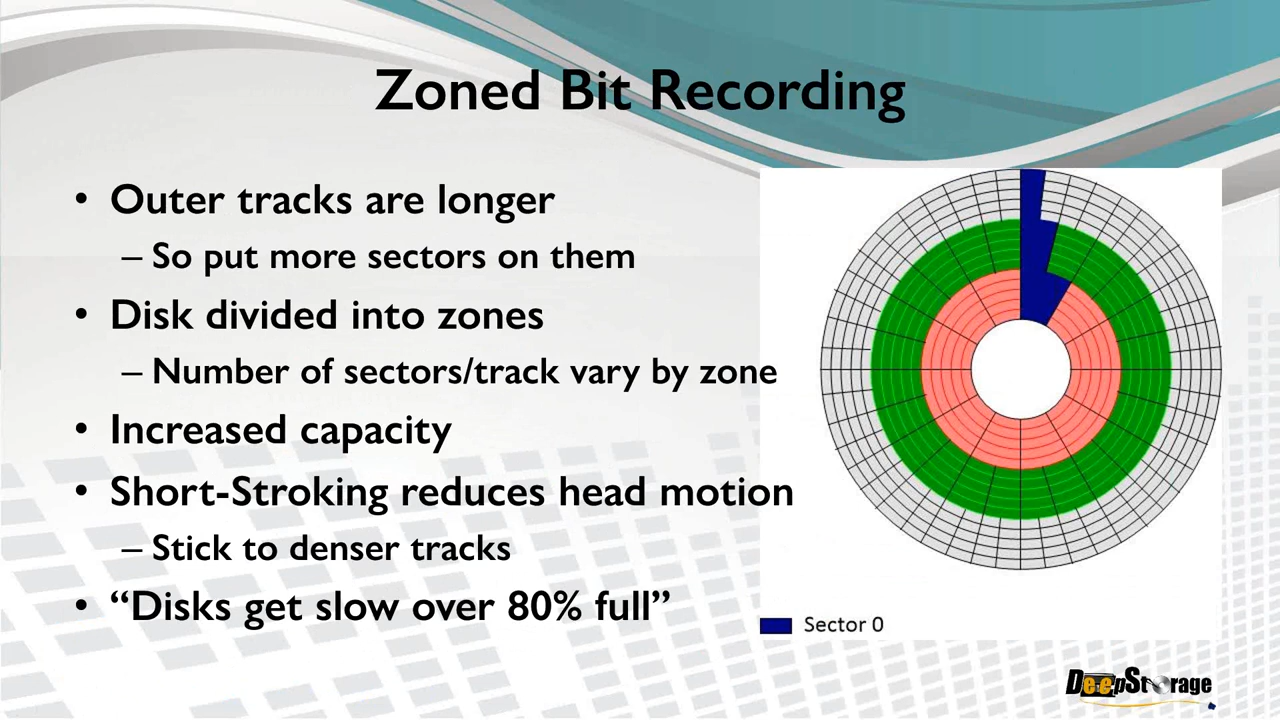 Zoned Bit Recording
• Outer tracks are longer
– So put more sectors on them
• Disk divided into zones
– Number of sectors/track vary by zone
• Increased capacity
• Short-Stroking reduces head motion
– Stick to denser tracks
• “Disks get slow over 80% full”
Sector 0
DeepStorage